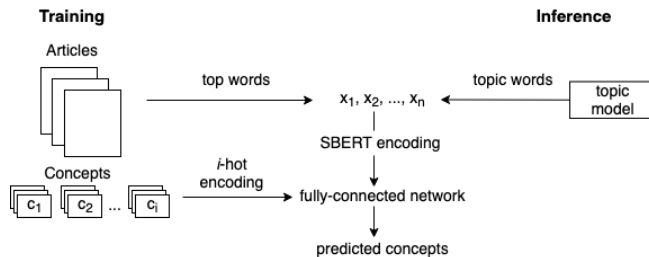 Training
Inference
Articles
top words
x1, x2, ..., xn
topic words
topic
model
SBERT encoding
Concepts
i-hot
encoding
c1 c2 ... ci
fully-connected network
predicted concepts